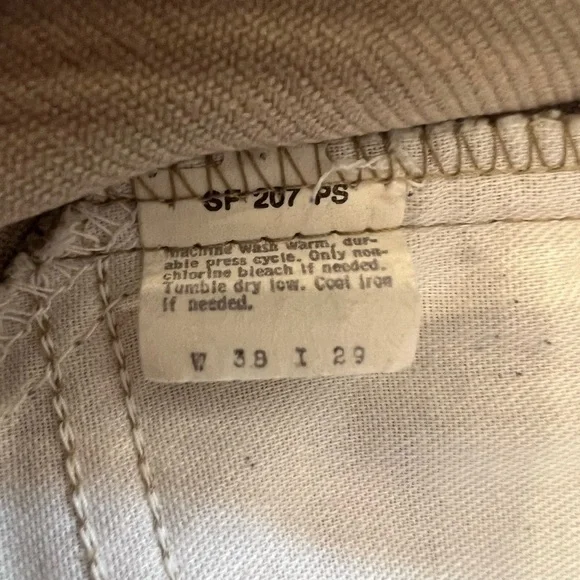 SF 207 PS
Machine wash warm, dur-
able press cycle. Only non-
chlorine bleach if needed.
Tumble dry low. Cool iron
if needed.
W 38 I 29